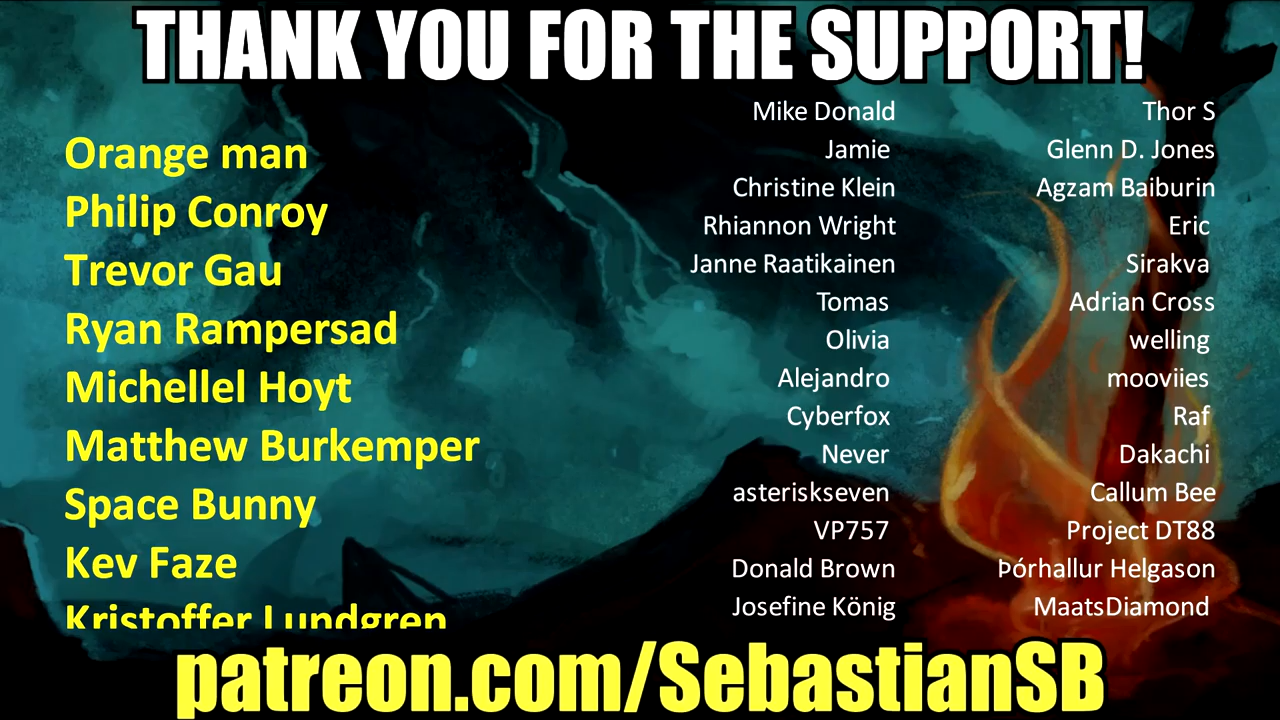 THANK YOU FOR THE SUPPORT!
Orange man
Philip Conroy
Trevor Gau
Ryan Rampersad
Michellel Hoyt
Matthew Burkemper
Space Bunny
Kev Faze
Kristoffer Lundgren
Mike Donald
Jamie
Christine Klein
Rhiannon Wright
Janne Raatikainen
Tomas
Olivia
Alejandro
Cyberfox
Never
asteriskseven
VP757
Donald Brown
Josefine König
Thor S
Glenn D. Jones
Agzam Baiburin
Eric
Sirakva
Adrian Cross
welling
mooviies
Raf
Dakachi
Callum Bee
Project DT88
Þórhallur Helgason
MaatsDiamond
patreon.com/SebastianSB